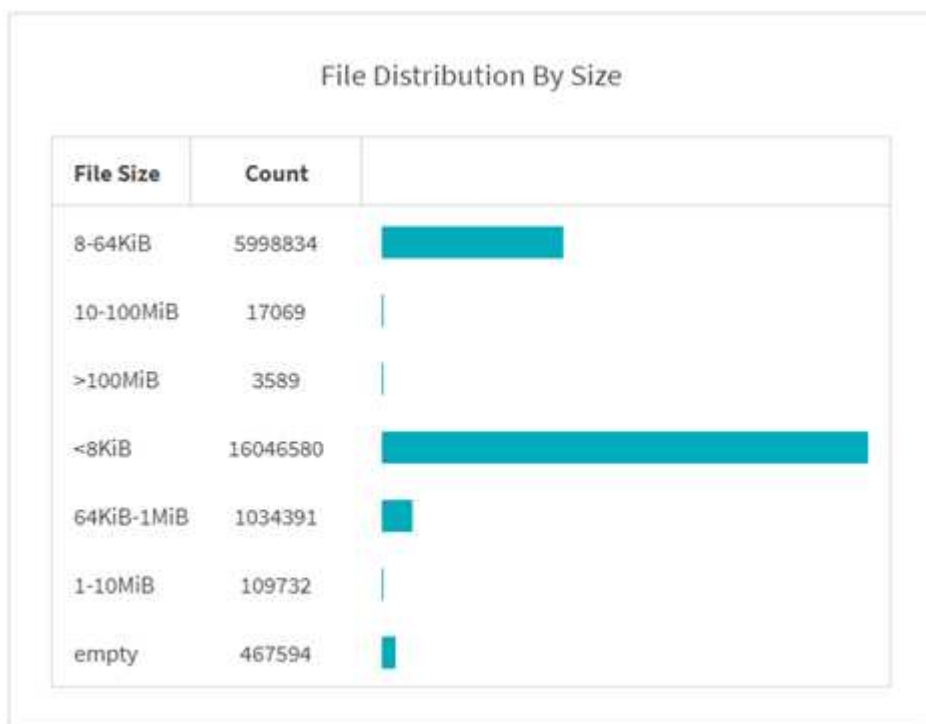 File Distribution By Size
File Size Count
8-64KiB 5998834
10-100MiB 17069
>100MiB 3589
<8KiB 16046580
64KiB-1MiB 1034391
1-10MiB 109732
empty 467594